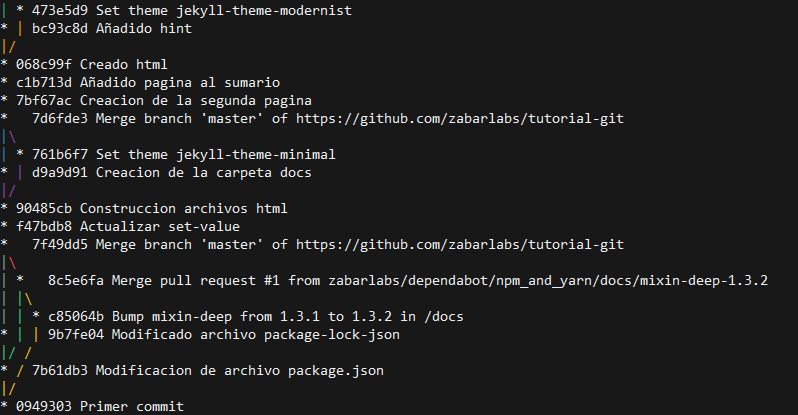 | * 473e5d9 Set theme jekyll-theme-modernist
* | bc93c8d Añadido hint
|/
* 068c99f Creado html
* c1b713d Añadido pagina al sumario
* 7bf67ac Creacion de la segunda pagina
*   7d6fde3 Merge branch 'master' of https://github.com/zabarlabs/tutorial-git
|\
| * 761b6f7 Set theme jekyll-theme-minimal
* | d9a9d91 Creacion de la carpeta docs
|/
* 90485cb Construccion archivos html
* f47bdb8 Actualizar set-value
*   7f49dd5 Merge branch 'master' of https://github.com/zabarlabs/tutorial-git
|\
| *   8c5e6fa Merge pull request #1 from zabarlabs/dependabot/npm_and_yarn/docs/mixin-deep-1.3.2
| |\
| | * c85064b Bump mixin-deep from 1.3.1 to 1.3.2 in /docs
* | | 9b7fe04 Modificado archivo package-lock-json
|/ /
* / 7b61db3 Modificacion de archivo package.json
|/
* 0949303 Primer commit